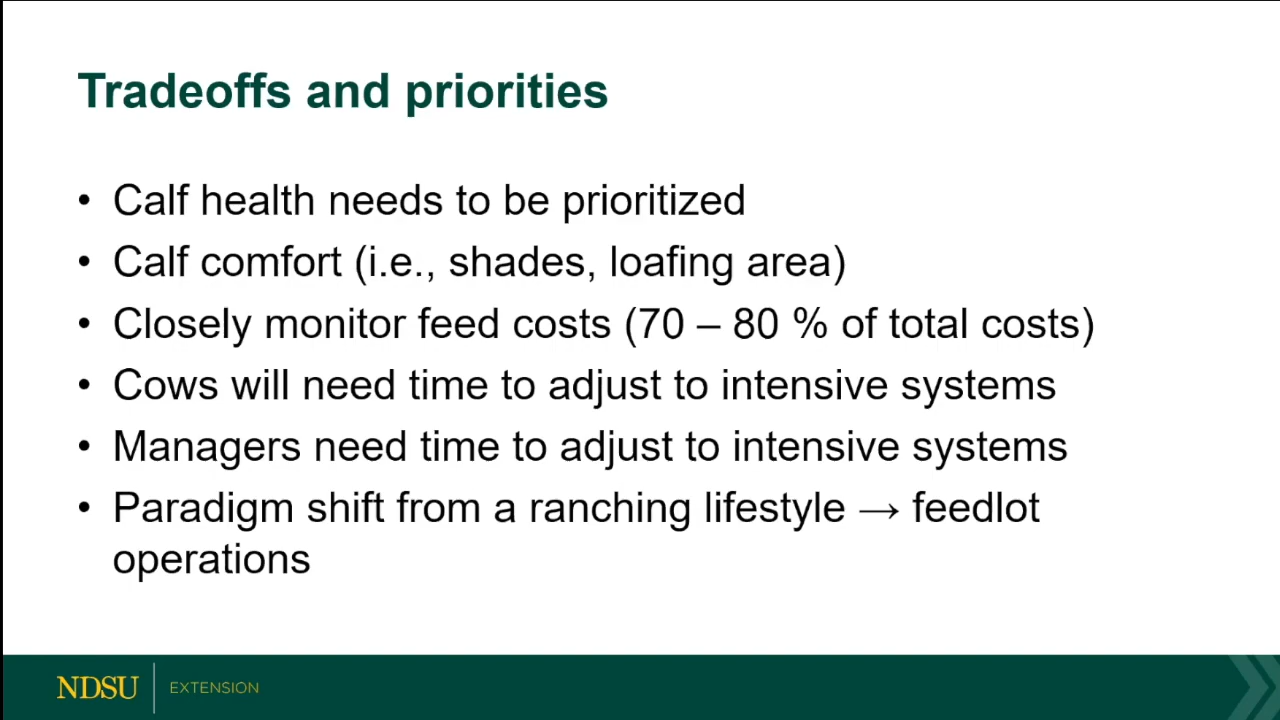 Tradeoffs and priorities
• Calf health needs to be prioritized
• Calf comfort (i.e., shades, loafing area)
• Closely monitor feed costs (70 – 80 % of total costs)
• Cows will need time to adjust to intensive systems
• Managers need time to adjust to intensive systems
• Paradigm shift from a ranching lifestyle → feedlot
operations
NDSU EXTENSION